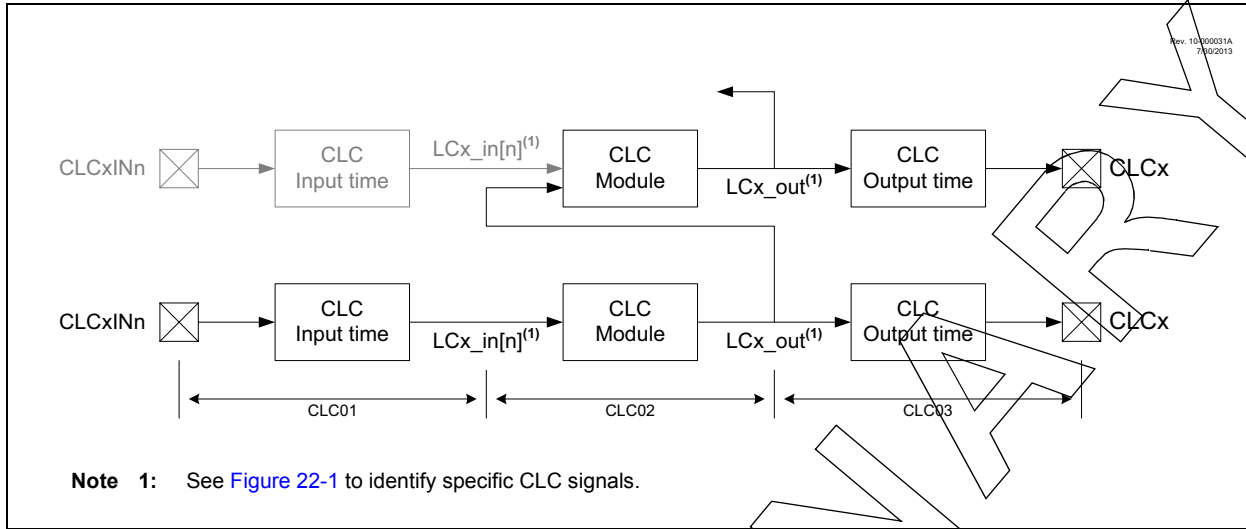 Rev. 10-000031A
7/30/2013
CLCxINn
CLC
Input time
LCx_in[n](1)
CLC
Module
LCx_out(1)
CLC
Output time
CLCx
CLCxINn
CLC
Input time
LCx_in[n](1)
CLC
Module
LCx_out(1)
CLC
Output time
CLCx
CLC01
CLC02
CLC03
Note 1: See Figure 22-1 to identify specific CLC signals.